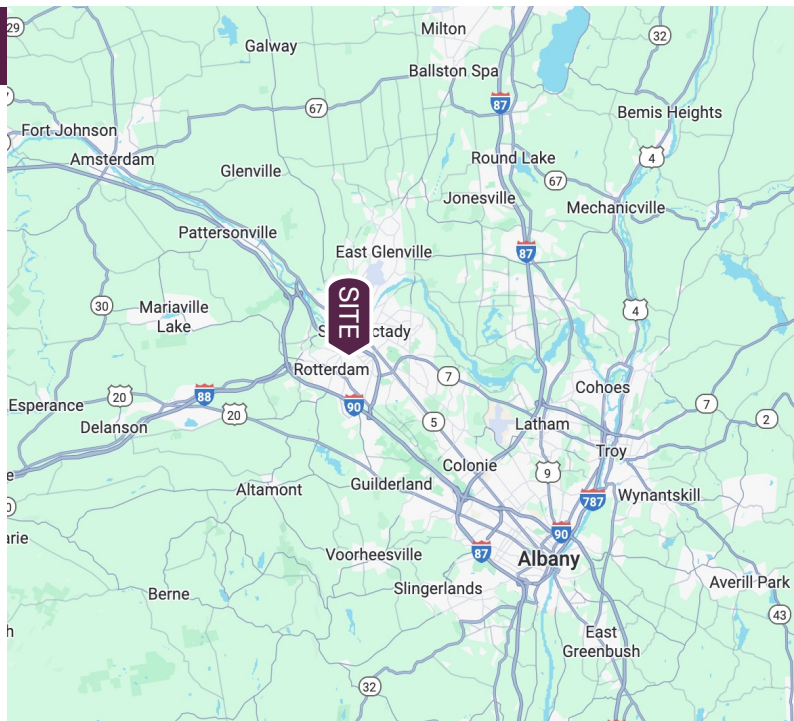 29
Milton
32
Galway
Ballston Spa
87
67
Bemis Heights
Fort Johnson
Amsterdam
4
Round Lake
Glenville
67
Jonesville
Mechanicville
Pattersonville
East Glenville
87
SITE
30
Mariaville
Lake
4
Rotterdam
7
Cohoes
20
88
90
Esperance
20
7
2
Delanson
5
Latham
Troy
Colonie
9
Altamont
Guilderland
787
Wynantskill
90
Voorheesville
87
Albany
Averill Park
Berne
Slingerlands
43
East
Greenbush
32